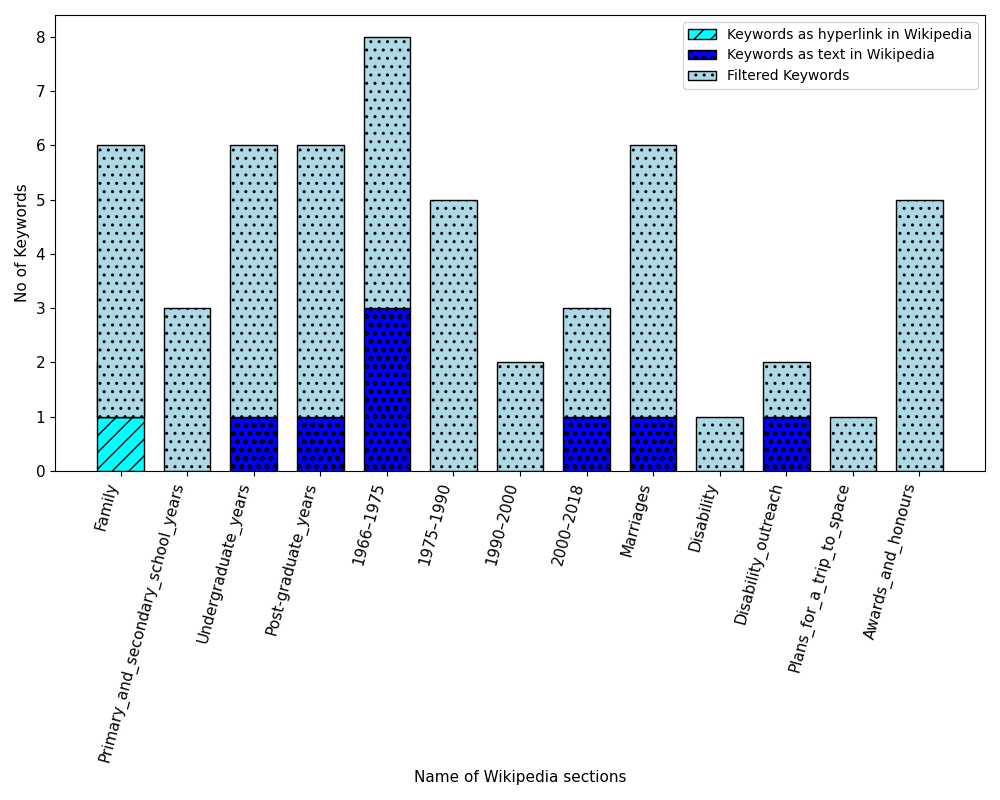 Keywords as hyperlink in Wikipedia
Keywords as text in Wikipedia
Filtered Keywords
No of Keywords
8
7
6
5
4
3
2
1
0
Family
Primary_and_secondary_school_years
Undergraduate_years
Post-graduate_years
1966–1975
1975–1990
1990–2000
2000–2018
Marriages
Disability
Disability_outreach
Plans_for_a_trip_to_space
Awards_and_honours
Name of Wikipedia sections